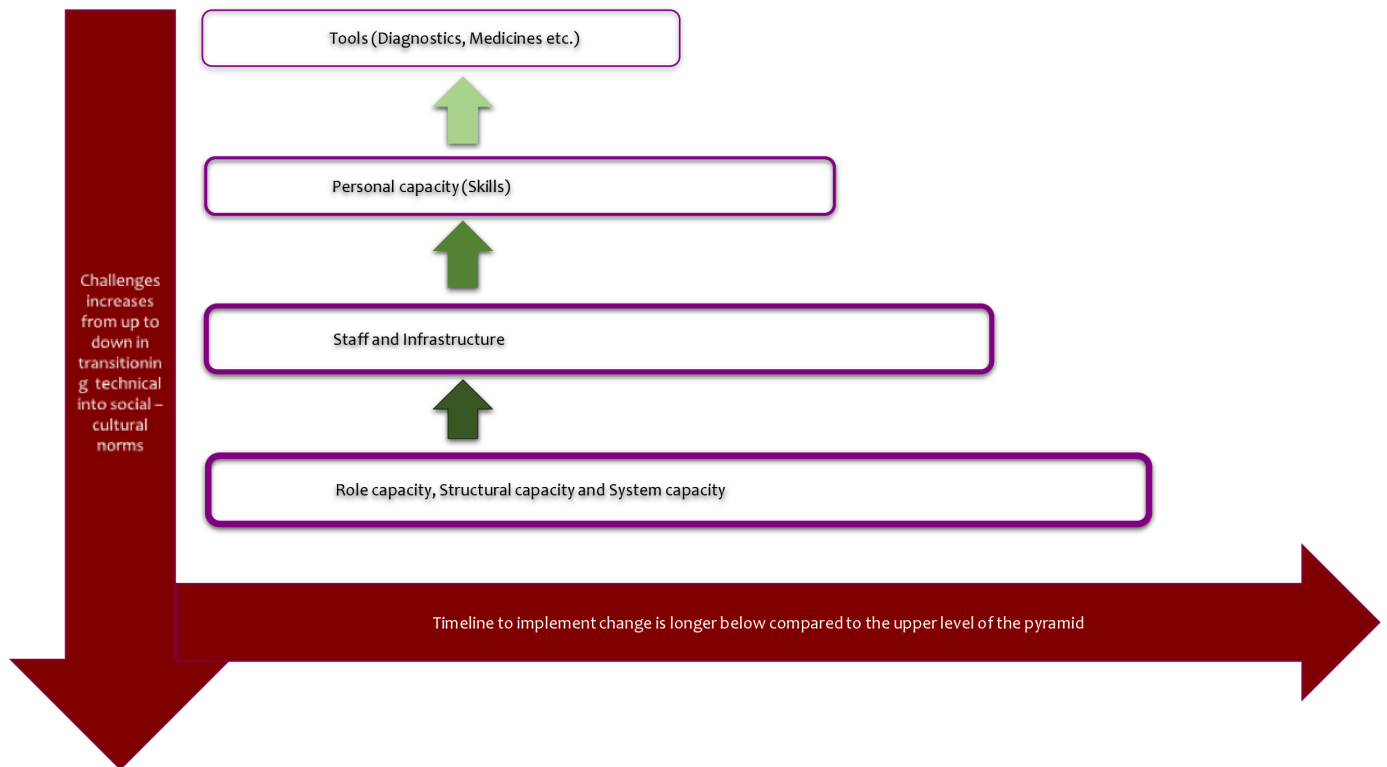 Tools (Diagnostics, Medicines etc.)
Personal capacity (Skills)
Challenges
increases
from up to
down in
transitionin
g technical
into social –
cultural
norms
Staff and Infrastructure
Role capacity, Structural capacity and System capacity
Timeline to implement change is longer below compared to the upper level of the pyramid